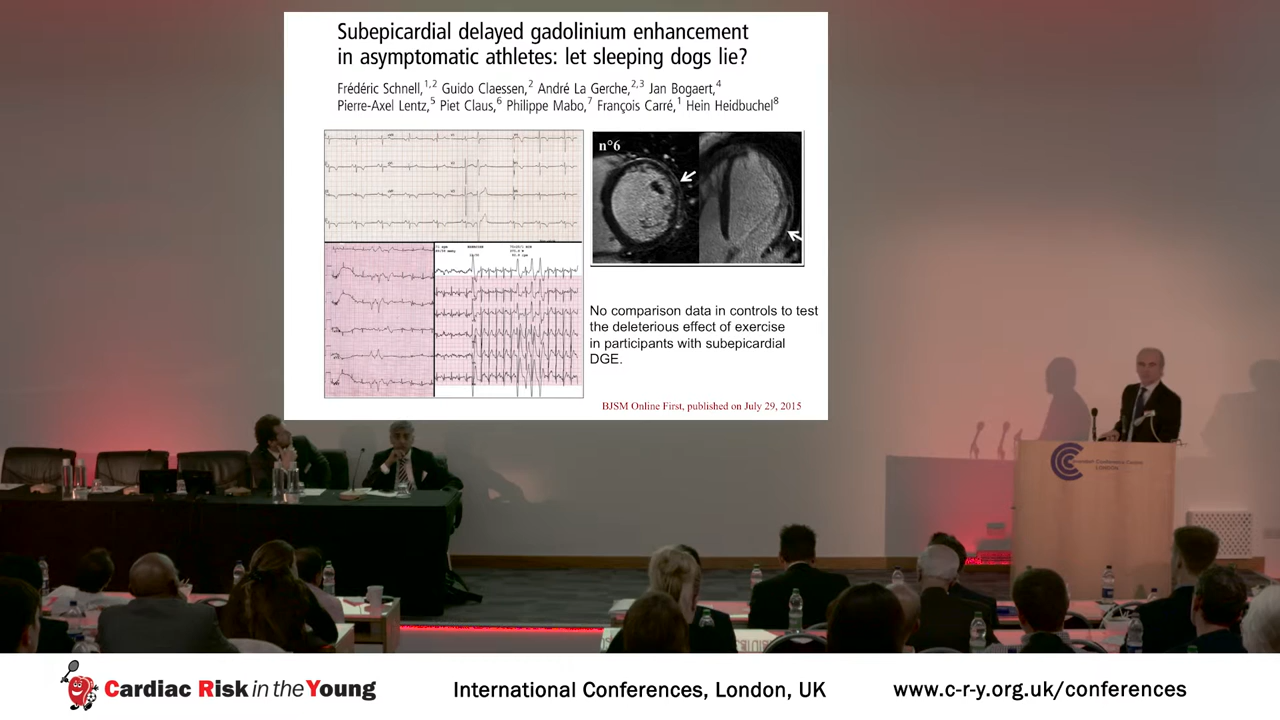 Subepicardial delayed gadolinium enhancement
in asymptomatic athletes: let sleeping dogs lie?
Frédéric Schnell,1,2 Guido Claessen,2 André La Gerche,2,3 Jan Bogaert,4
Pierre-Axel Lentz,5 Piet Claus,6 Philippe Mabo,7 François Carré,1 Hein Heidbuchel8
n°6
No comparison data in controls to test
the deleterious effect of exercise
in participants with subepicardial
DGE.
BJSM Online First, published on July 29, 2015
Conference Centre
LONDON
Cardiac Risk in the Young
International Conferences, London, UK
www.c-r-y.org.uk/conferences